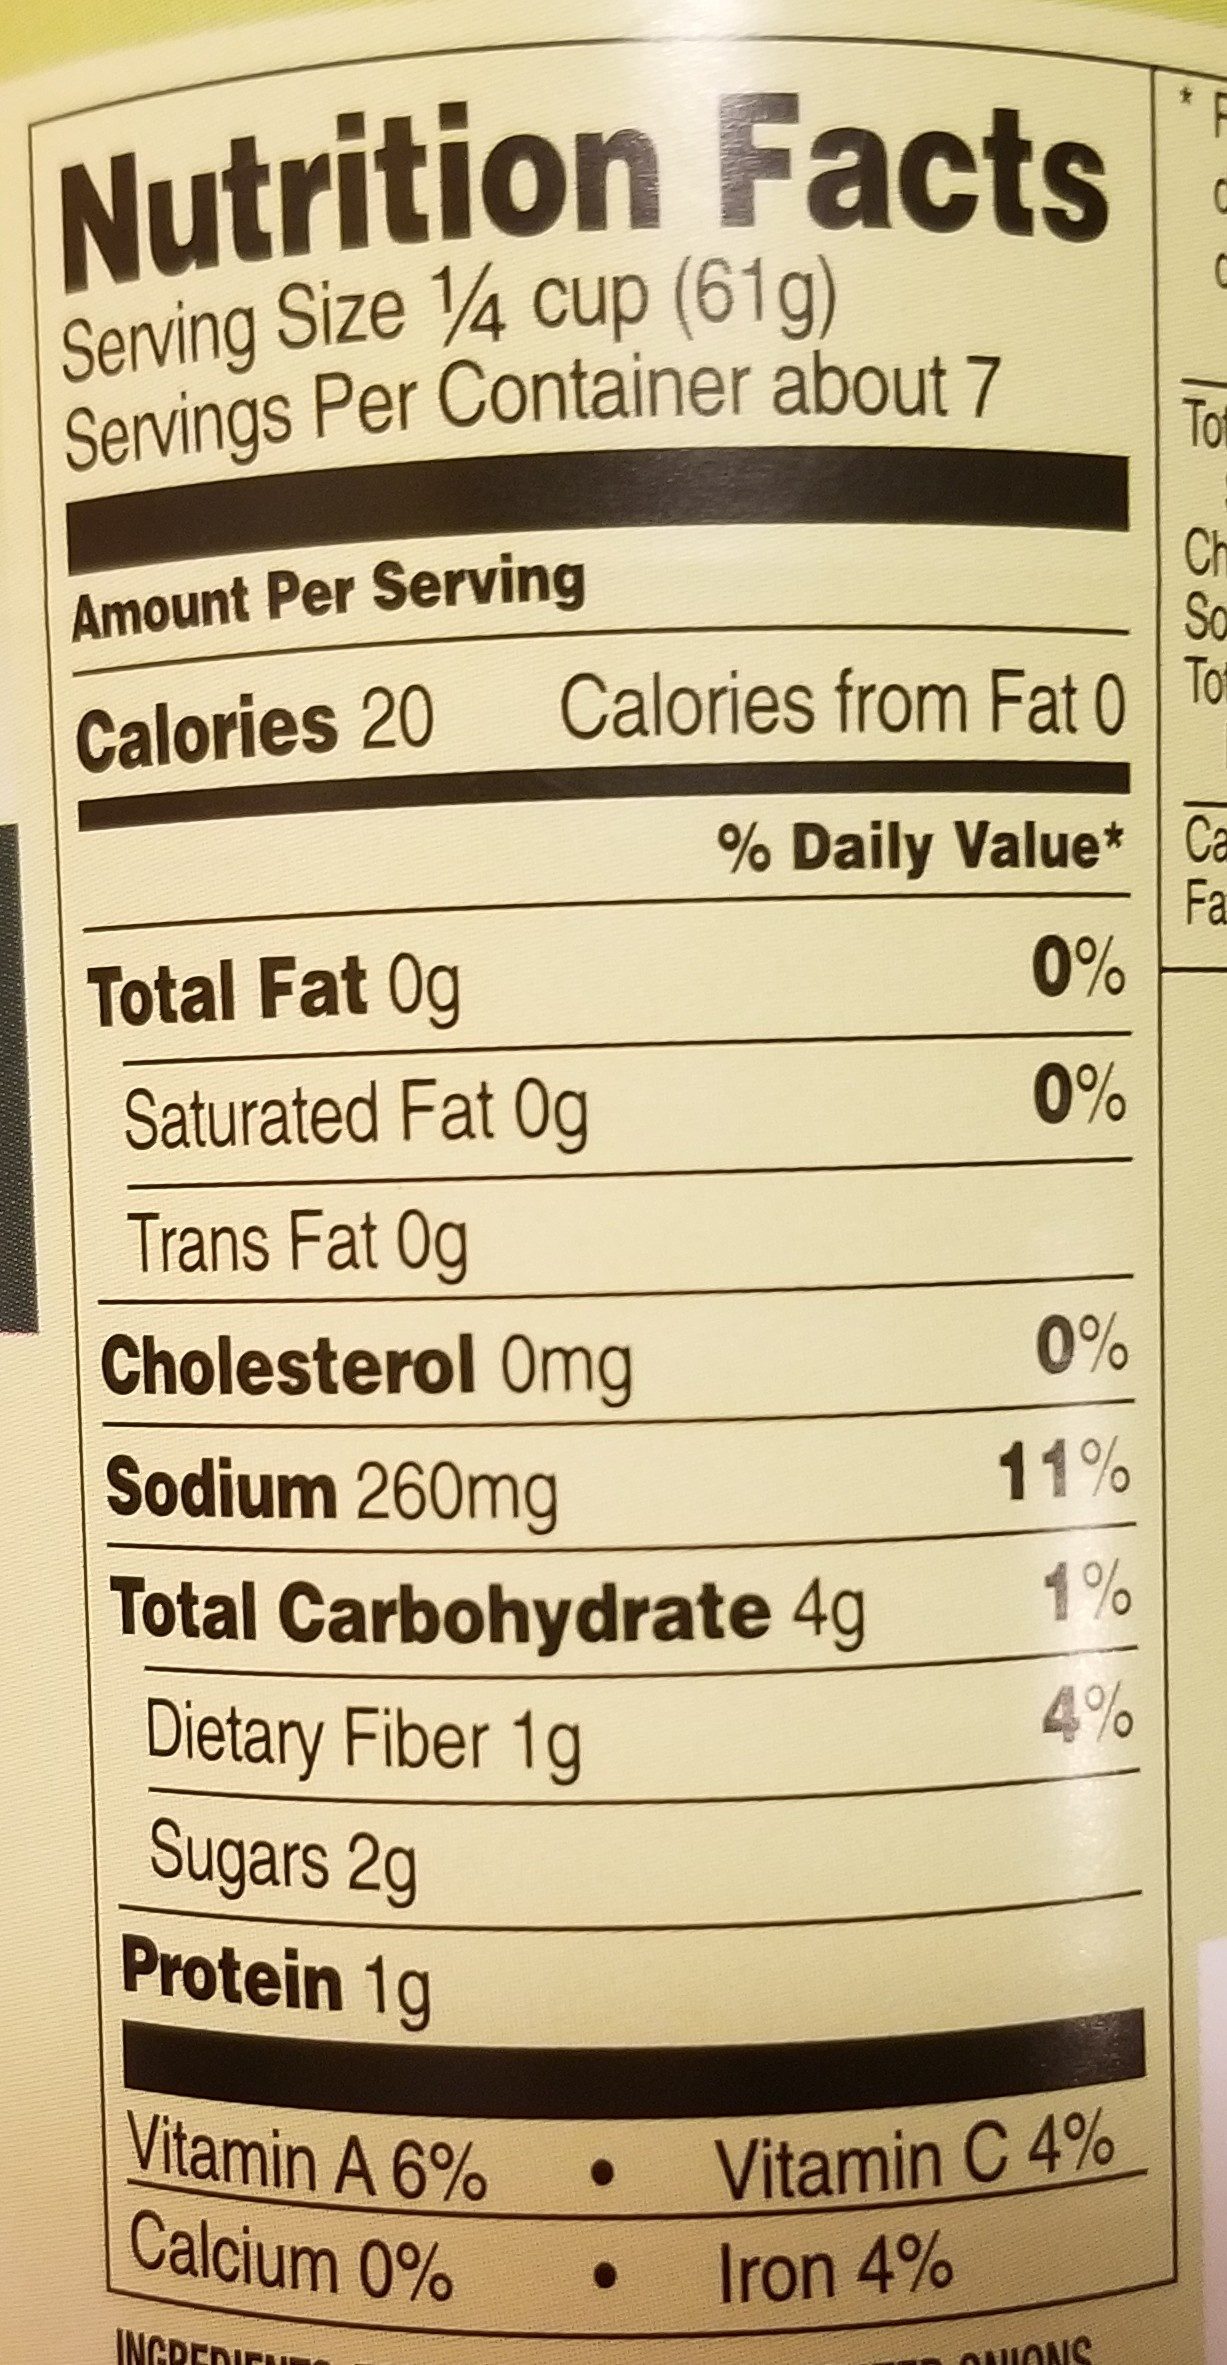 Nutrition Facts
Serving Size ¼ cup (61g)
Servings Per Container about 7
Amount Per Serving
Calories 20 Calories from Fat 0
% Daily Value*
Total Fat 0g 0%
Saturated Fat 0g 0%
Trans Fat 0g
Cholesterol 0mg 0%
Sodium 260mg 11%
Total Carbohydrate 4g 1%
Dietary Fiber 1g 4%
Sugars 2g
Protein 1g
Vitamin A 6% • Vitamin C 4%
Calcium 0% • Iron 4%
ONIONS